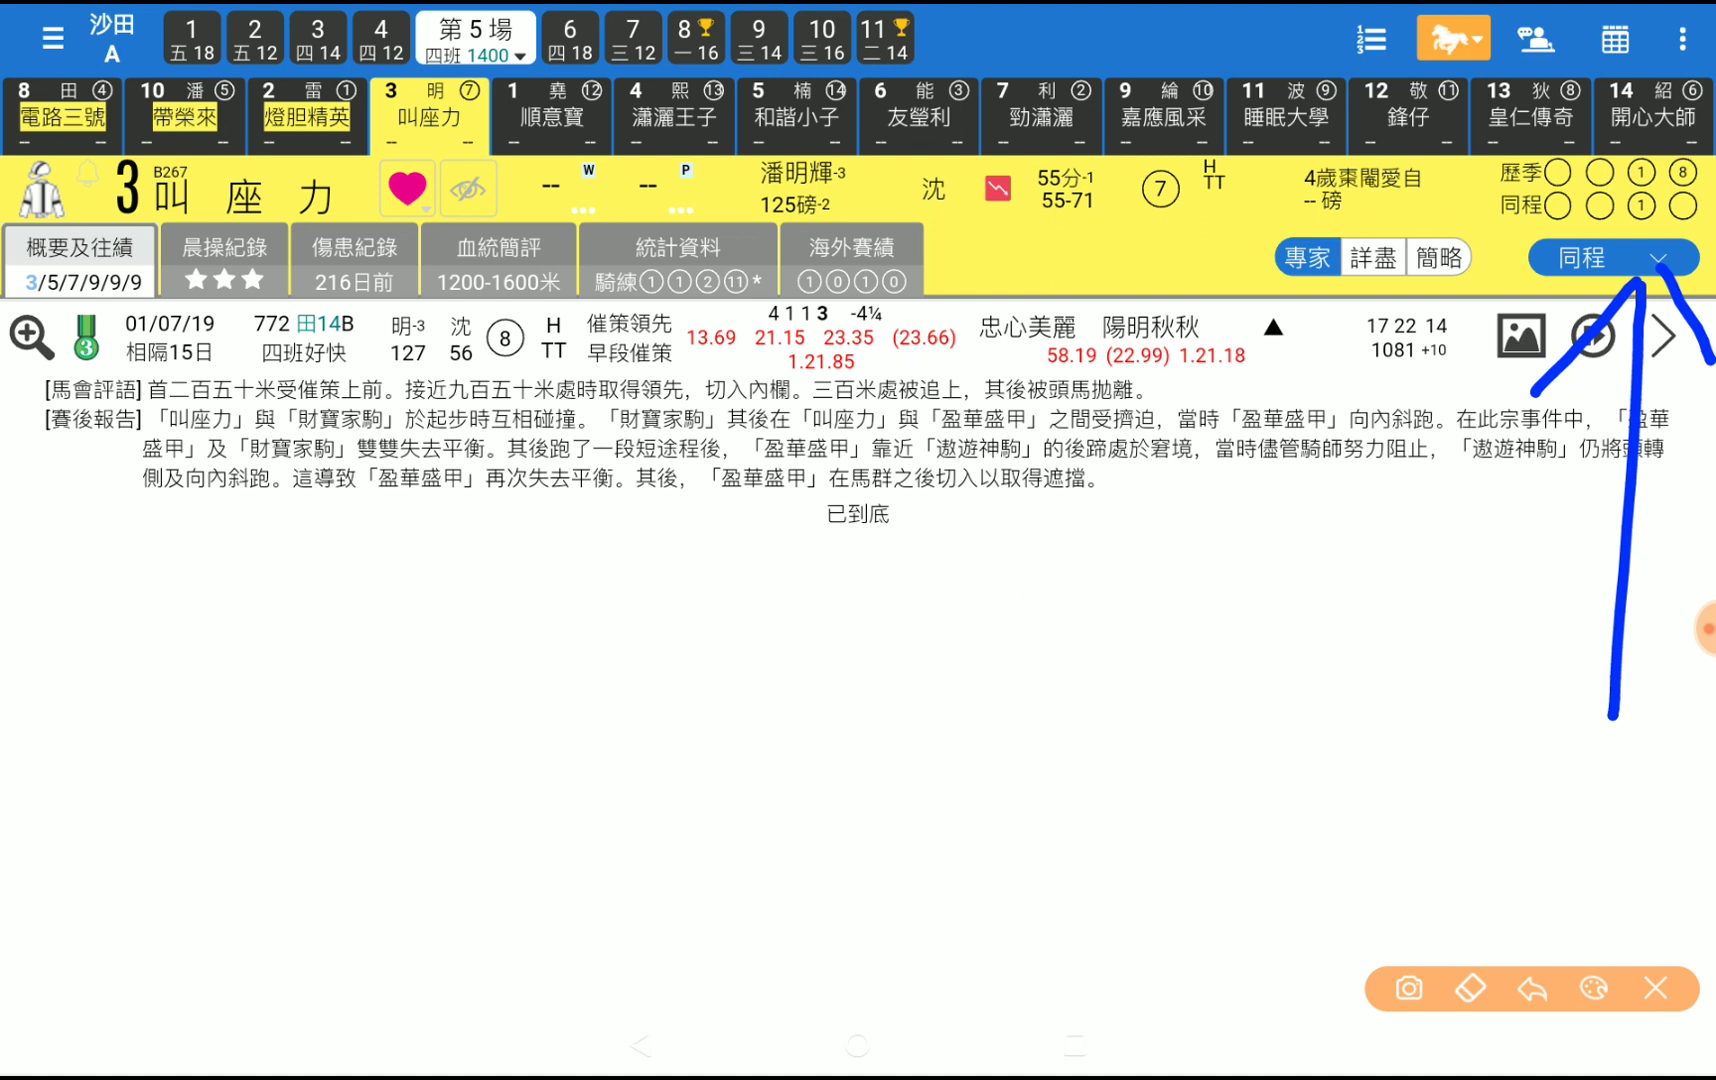 沙田
A
1
五 18
2
五 12
3
四 14
4
四 12
第 5 場
四班 1400
6
四 18
7
三 12
8
一 16
9
三 14
10
三 16
11
二 14
8 田 ④
電路三號
-- --
10 潘 ⑤
帶榮來
-- --
2 雷 ①
燈胆精英
-- --
3 明 ⑦
叫座力
-- --
1 堯 ⑫
順意寶
-- --
4 熙 ⑬
瀟灑王子
-- --
5 楠 ⑭
和諧小子
-- --
6 能 ③
友瑩利
-- --
7 利 ②
勁瀟灑
-- --
9 綸 ⑩
嘉應風采
-- --
11 波 ⑨
睡眠大學
-- --
12 敬 ⑪
鋒仔
-- --
13 狄 ⑧
皇仁傳奇
-- --
14 紹 ⑥
開心大師
-- --
3
B267
叫 座 力
-- W
-- P
潘明輝-3
125磅-2
沈
55分-1
55-71
⑦
H
TT
4歲棗閹愛自
-- 磅
歷季 ① ⑧
同程 ①
概要及往績
3/5/7/9/9/9
晨操紀錄
★★★
傷患紀錄
216日前
血統簡評
1200-1600米
統計資料
騎練①①②⑪*
海外賽績
①⓪①⓪
專家 詳盡 簡略
同程
3
01/07/19
相隔15日
772 田14B
四班好快
明-3 沈
127 56
⑧
H
TT
催策領先
早段催策
4 1 1 3 -4¼
13.69 21.15 23.35 (23.66)
1.21.85
忠心美麗 陽明秋秋 ▲
58.19 (22.99) 1.21.18
17 22 14
1081 +10
[馬會評語] 首二百五十米受催策上前。接近九百五十米處時取得領先，切入內欄。三百米處被追上，其後被頭馬拋離。
[賽後報告] 「叫座力」與「財寶家駒」於起步時互相碰撞。「財寶家駒」其後在「叫座力」與「盈華盛甲」之間受擠迫，當時「盈華盛甲」向內斜跑。在此宗事件中，「盈華
盛甲」及「財寶家駒」雙雙失去平衡。其後跑了一段短途程後，「盈華盛甲」靠近「遨遊神駒」的後蹄處於窘境，當時儘管騎師努力阻止，「遨遊神駒」仍將頭轉
側及向內斜跑。這導致「盈華盛甲」再次失去平衡。其後，「盈華盛甲」在馬群之後切入以取得遮擋。
已到底